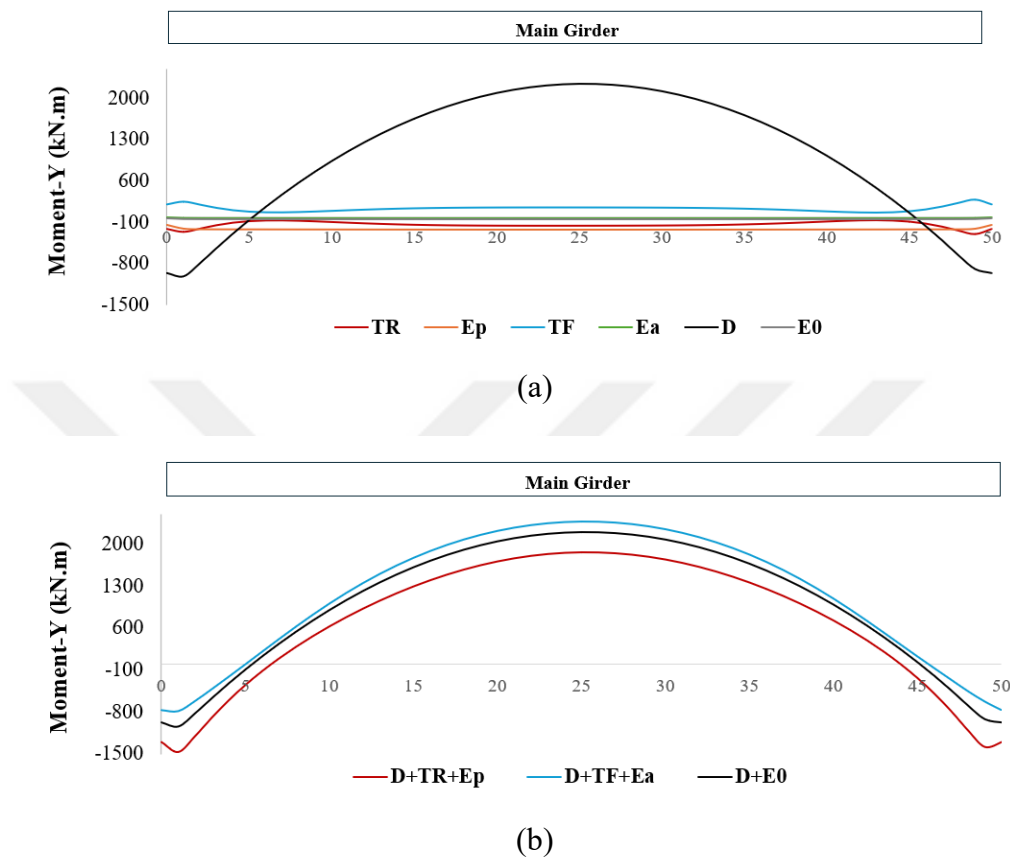 Main Girder
Moment-Y (kN.m)
2000
1300
600
-100
-800
-1500
0 5 10 15 20 25 30 35 40 45 50
TR Ep TF Ea D E0
(a)
Main Girder
Moment-Y (kN.m)
2000
1300
600
-100
-800
-1500
0 5 10 15 20 25 30 35 40 45 50
D+TR+Ep D+TF+Ea D+E0
(b)